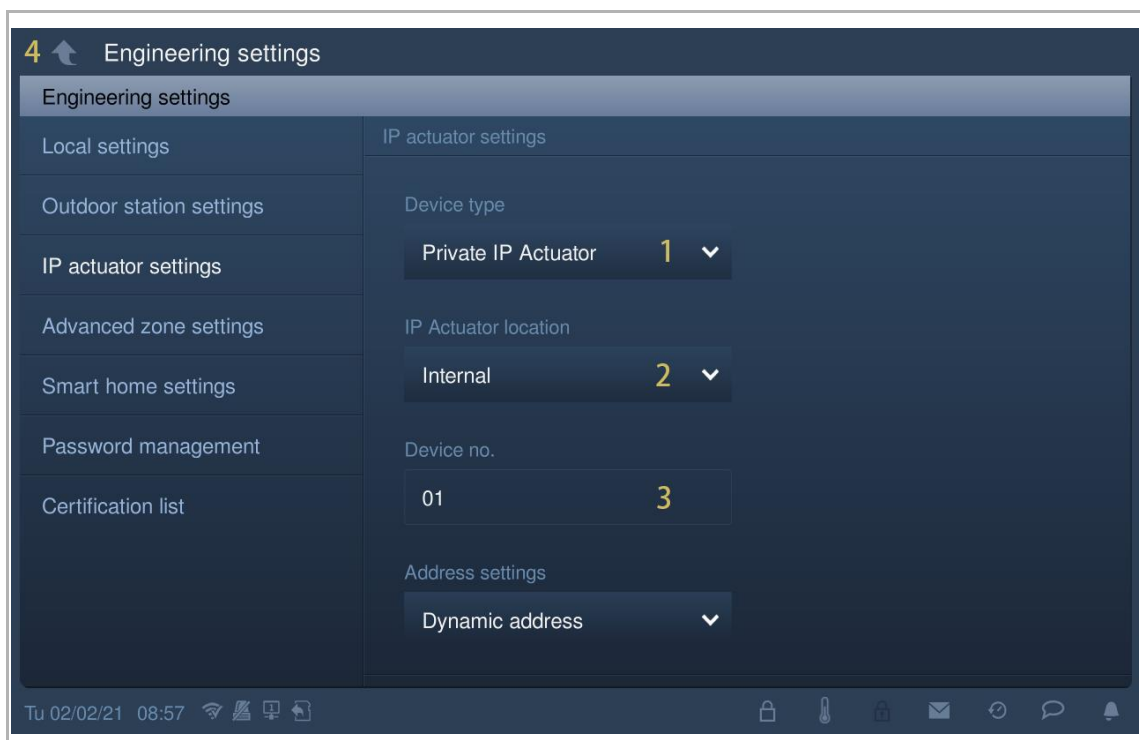 4 Engineering settings
Engineering settings
Local settings
Outdoor station settings
IP actuator settings
Advanced zone settings
Smart home settings
Password management
Certification list
IP actuator settings
Device type
Private IP Actuator 1
IP Actuator location
Internal 2
Device no.
01 3
Address settings
Dynamic address
Tu 02/02/21 08:57